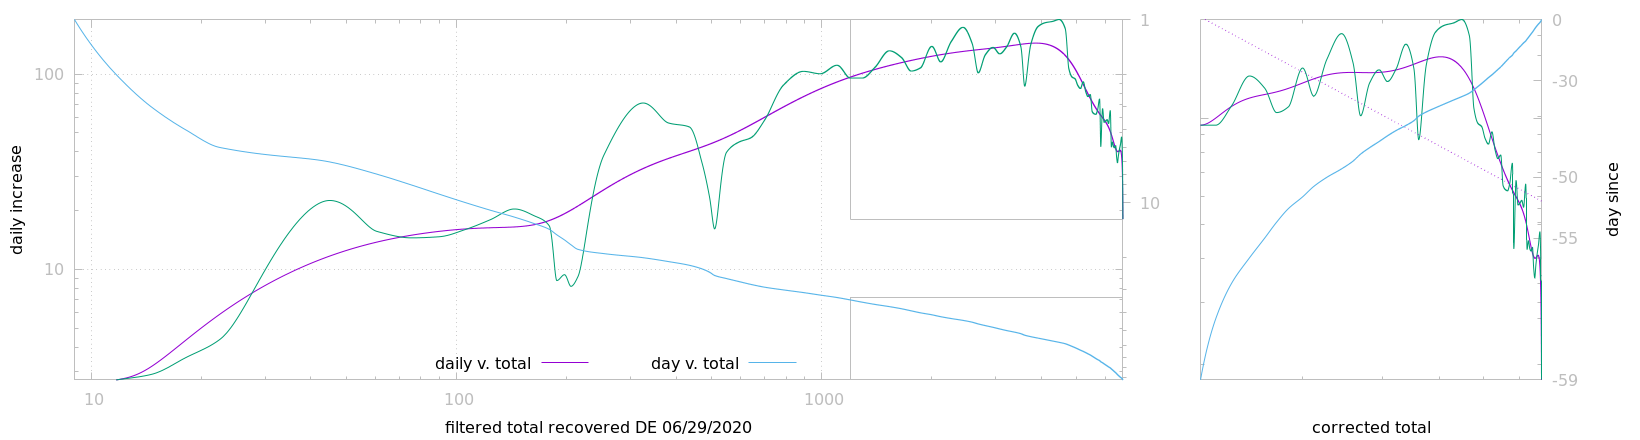 daily increase
100
10
10
100
1000
1
10
daily v. total
day v. total
filtered total recovered DE 06/29/2020
0
-30
-50
-55
-59
day since
corrected total